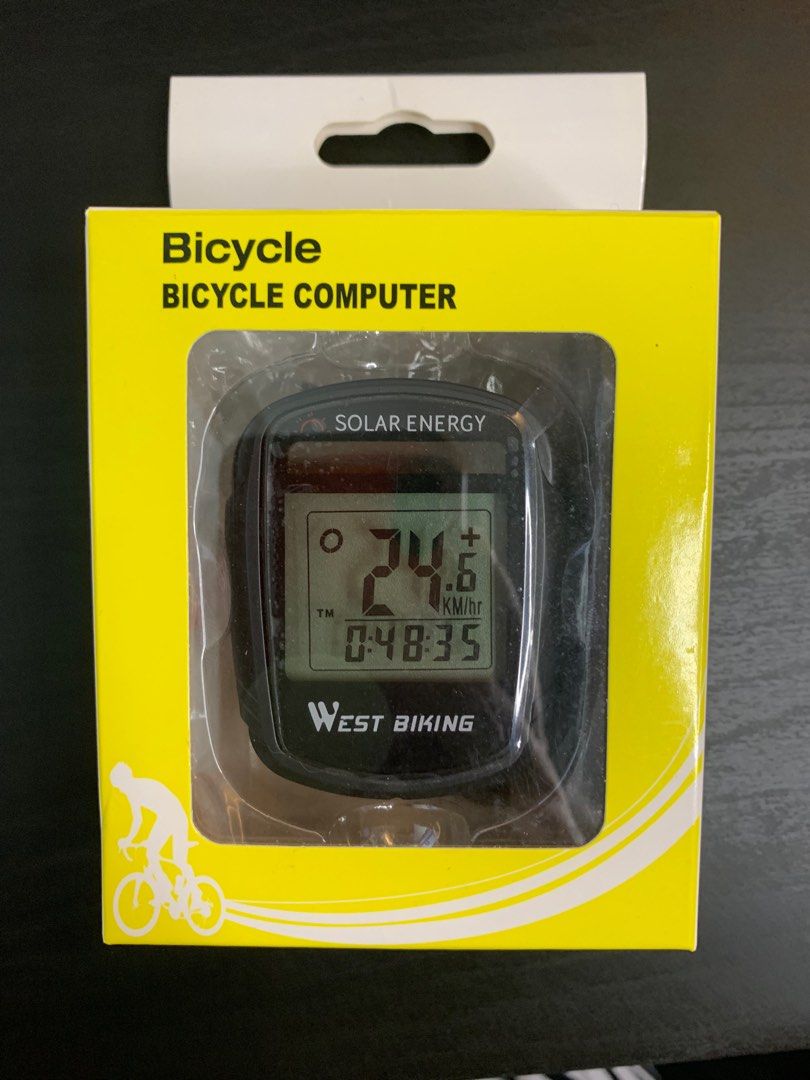 Bicycle
BICYCLE COMPUTER
SOLAR ENERGY
24.6 +
KM/hr
TM 0:48:35
WEST BIKING